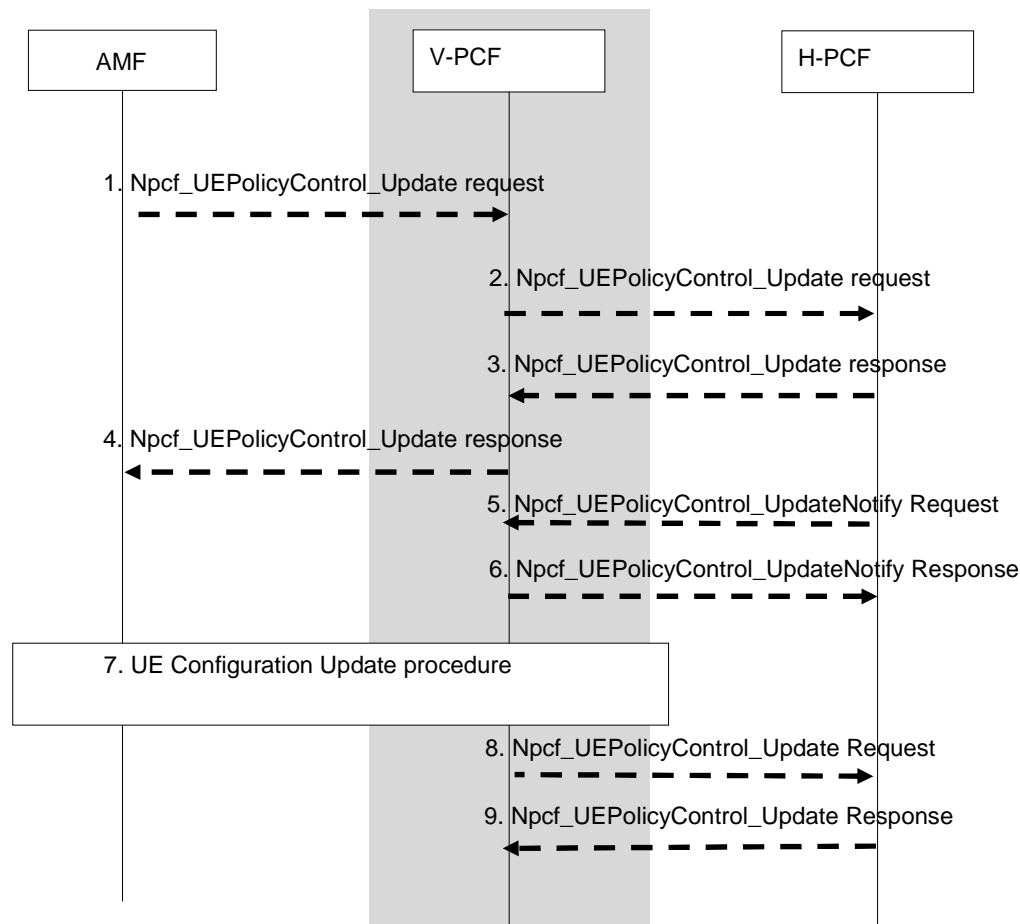 AMF
V-PCF
H-PCF
1. Npcf_UEPolicyControl_Update request
2. Npcf_UEPolicyControl_Update request
3. Npcf_UEPolicyControl_Update response
4. Npcf_UEPolicyControl_Update response
5. Npcf_UEPolicyControl_UpdateNotify Request
6. Npcf_UEPolicyControl_UpdateNotify Response
7. UE Configuration Update procedure
8. Npcf_UEPolicyControl_Update Request
9. Npcf_UEPolicyControl_Update Response